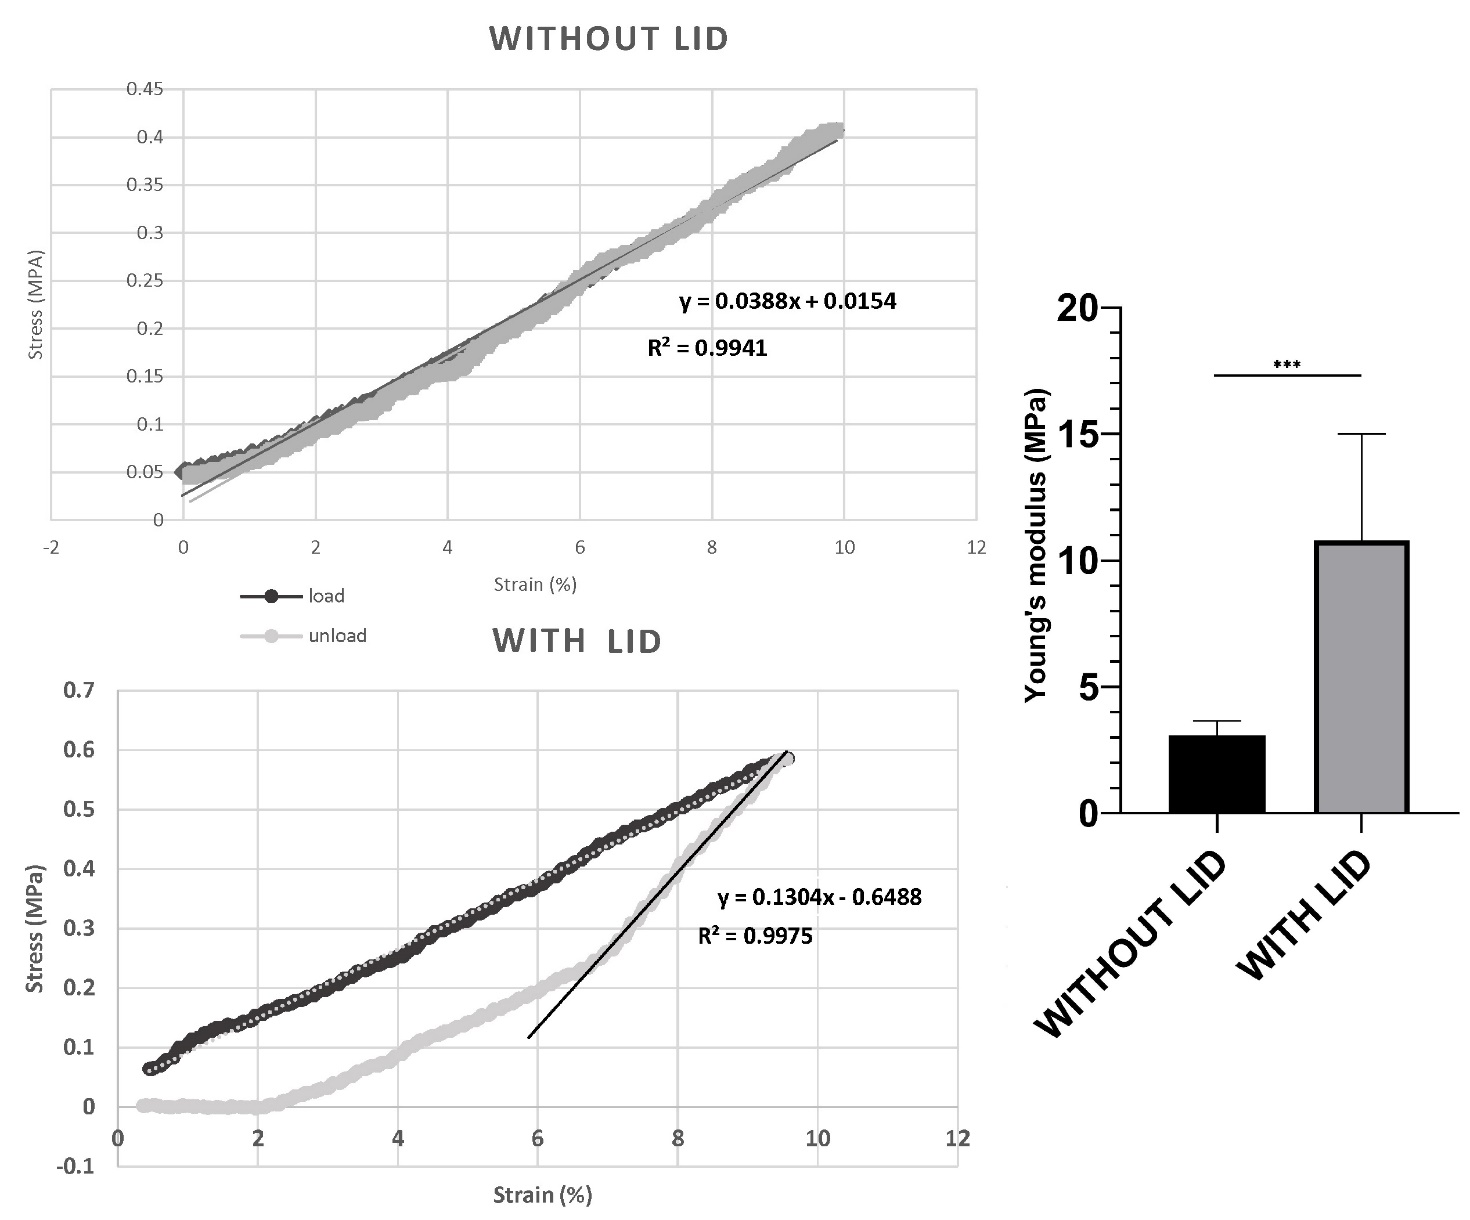 WITHOUT LID
0.45
0.4
0.35
0.3
0.25
0.2
0.15
0.1
0.05
0
Stress (MPA)
y = 0.0388x + 0.0154
R² = 0.9941
-2 0 2 4 6 8 10 12
Strain (%)
load
unload
WITH LID
0.7
0.6
0.5
0.4
0.3
0.2
0.1
0
-0.1
Stress (MPa)
y = 0.1304x - 0.6488
R² = 0.9975
0 2 4 6 8 10 12
Strain (%)
20
15
10
5
0
Young's modulus (MPa)
***
WITHOUT LID
WITH LID